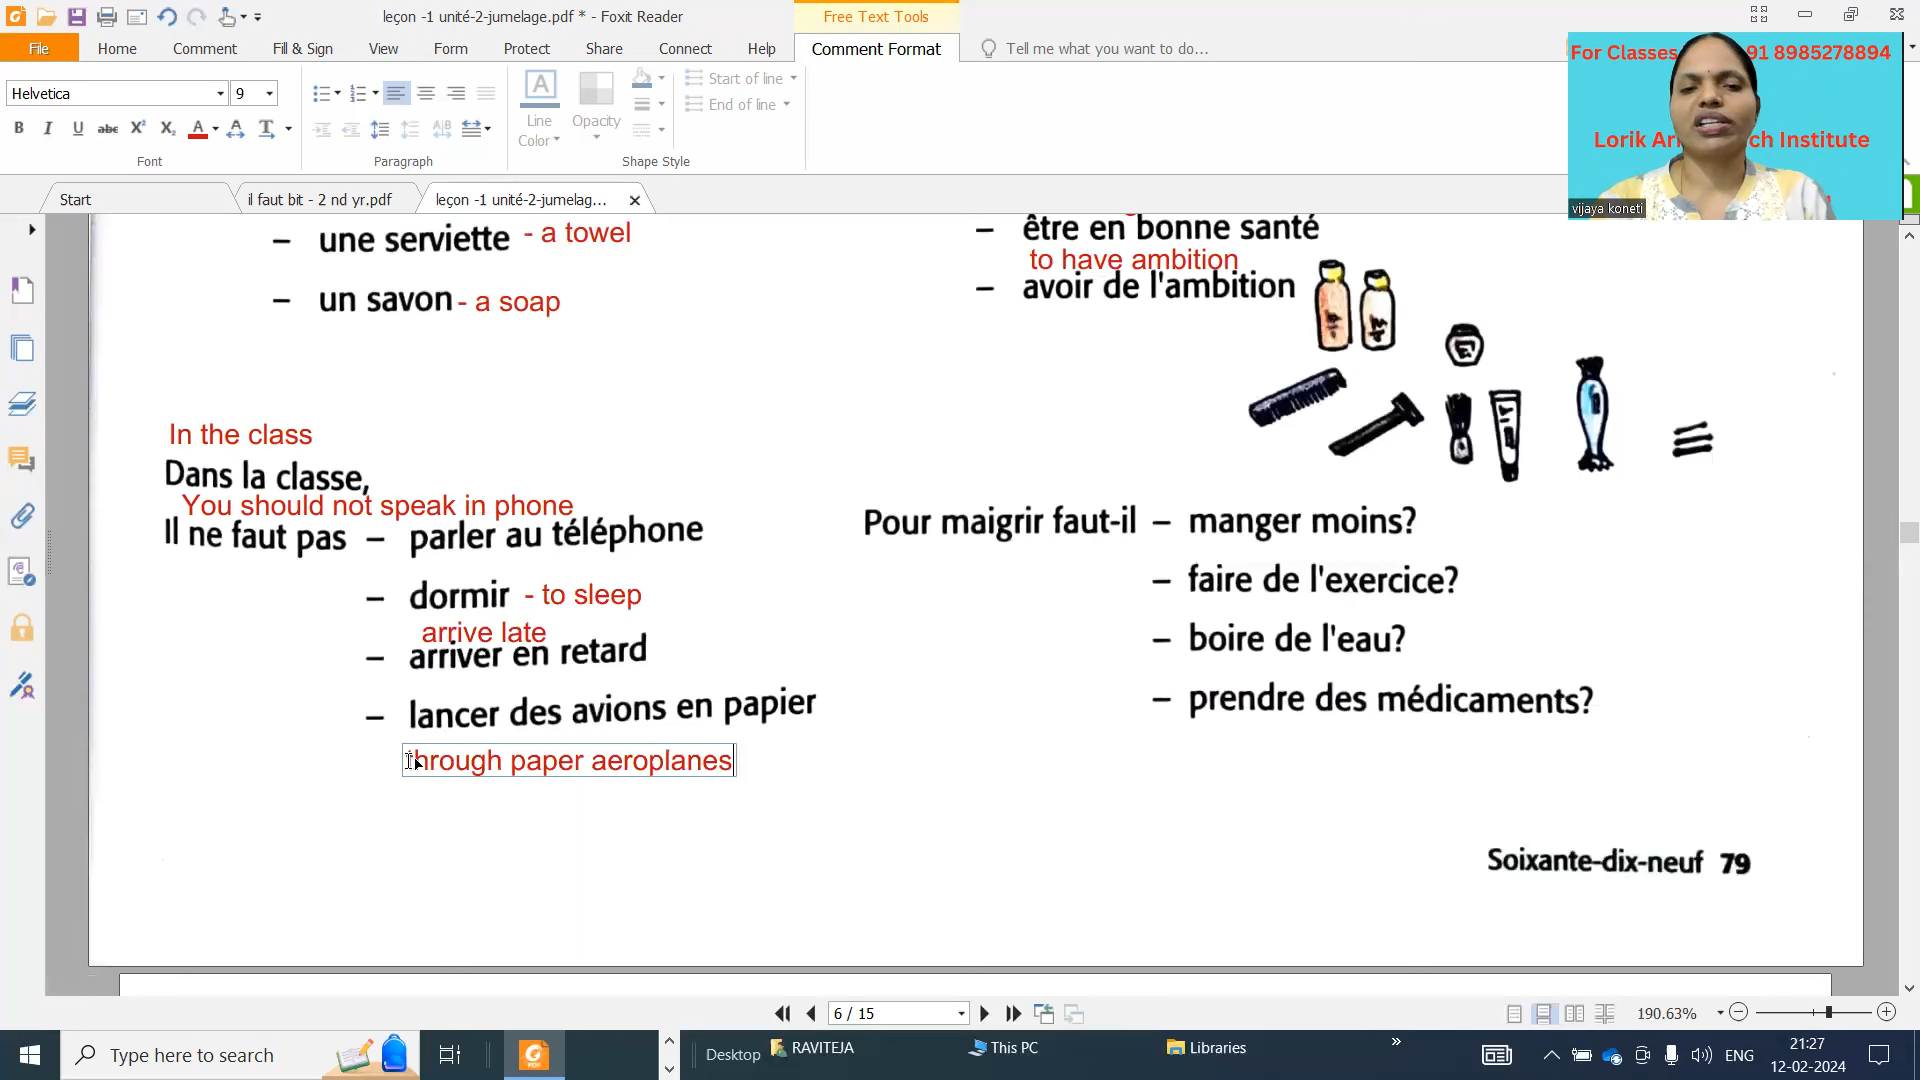 leçon -1 unité-2-jumelage.pdf * - Foxit Reader
Free Text Tools
File
Home
Comment
Fill & Sign
View
Form
Protect
Share
Connect
Help
Comment Format
Tell me what you want to do...
For Classes
91 8985278894
Helvetica
9
Start of line
End of line
B I U abc X² X₂ A
Line
Color
Opacity
Font
Paragraph
Shape Style
Institute
vijaya koneti
Start
il faut bit - 2 nd yr.pdf
leçon -1 unité-2-jumelag...
– une serviette - a towel
– un savon - a soap
– être en bonne santé
to have ambition
– avoir de l'ambition
In the class
Dans la classe,
You should not speak in phone
Il ne faut pas – parler au téléphone
– dormir - to sleep
arrive late
– arriver en retard
– lancer des avions en papier
through paper aeroplanes
Pour maigrir faut-il – manger moins?
– faire de l'exercice?
– boire de l'eau?
– prendre des médicaments?
Soixante-dix-neuf 79
6 / 15
190.63%
Type here to search
Desktop
RAVITEJA
This PC
Libraries
ENG
21:27
12-02-2024